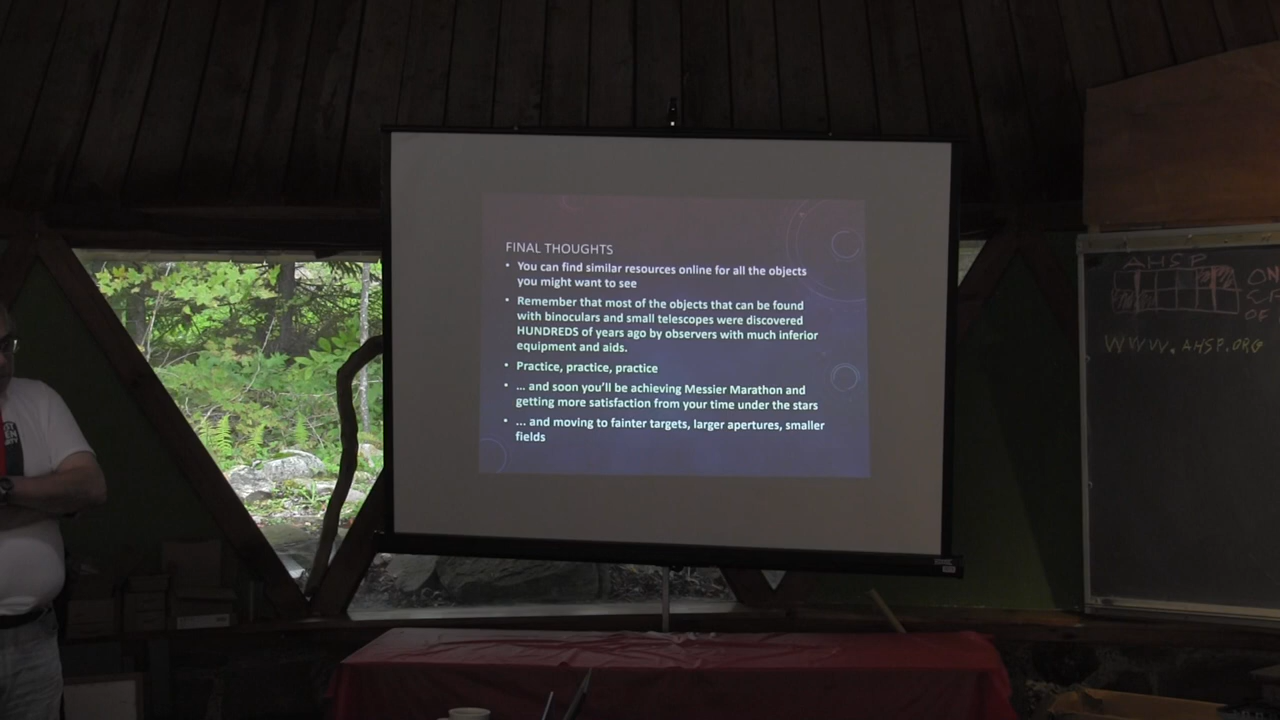 FINAL THOUGHTS
• You can find similar resources online for all the objects
you might want to see
• Remember that most of the objects that can be found
with binoculars and small telescopes were discovered
HUNDREDS of years ago by observers with much inferior
equipment and aids.
• Practice, practice, practice
• ... and soon you'll be achieving Messier Marathon and
getting more satisfaction from your time under the stars
• ... and moving to fainter targets, larger apertures, smaller
fields
AHSP
ON
OF
WWW.AHSP.ORG